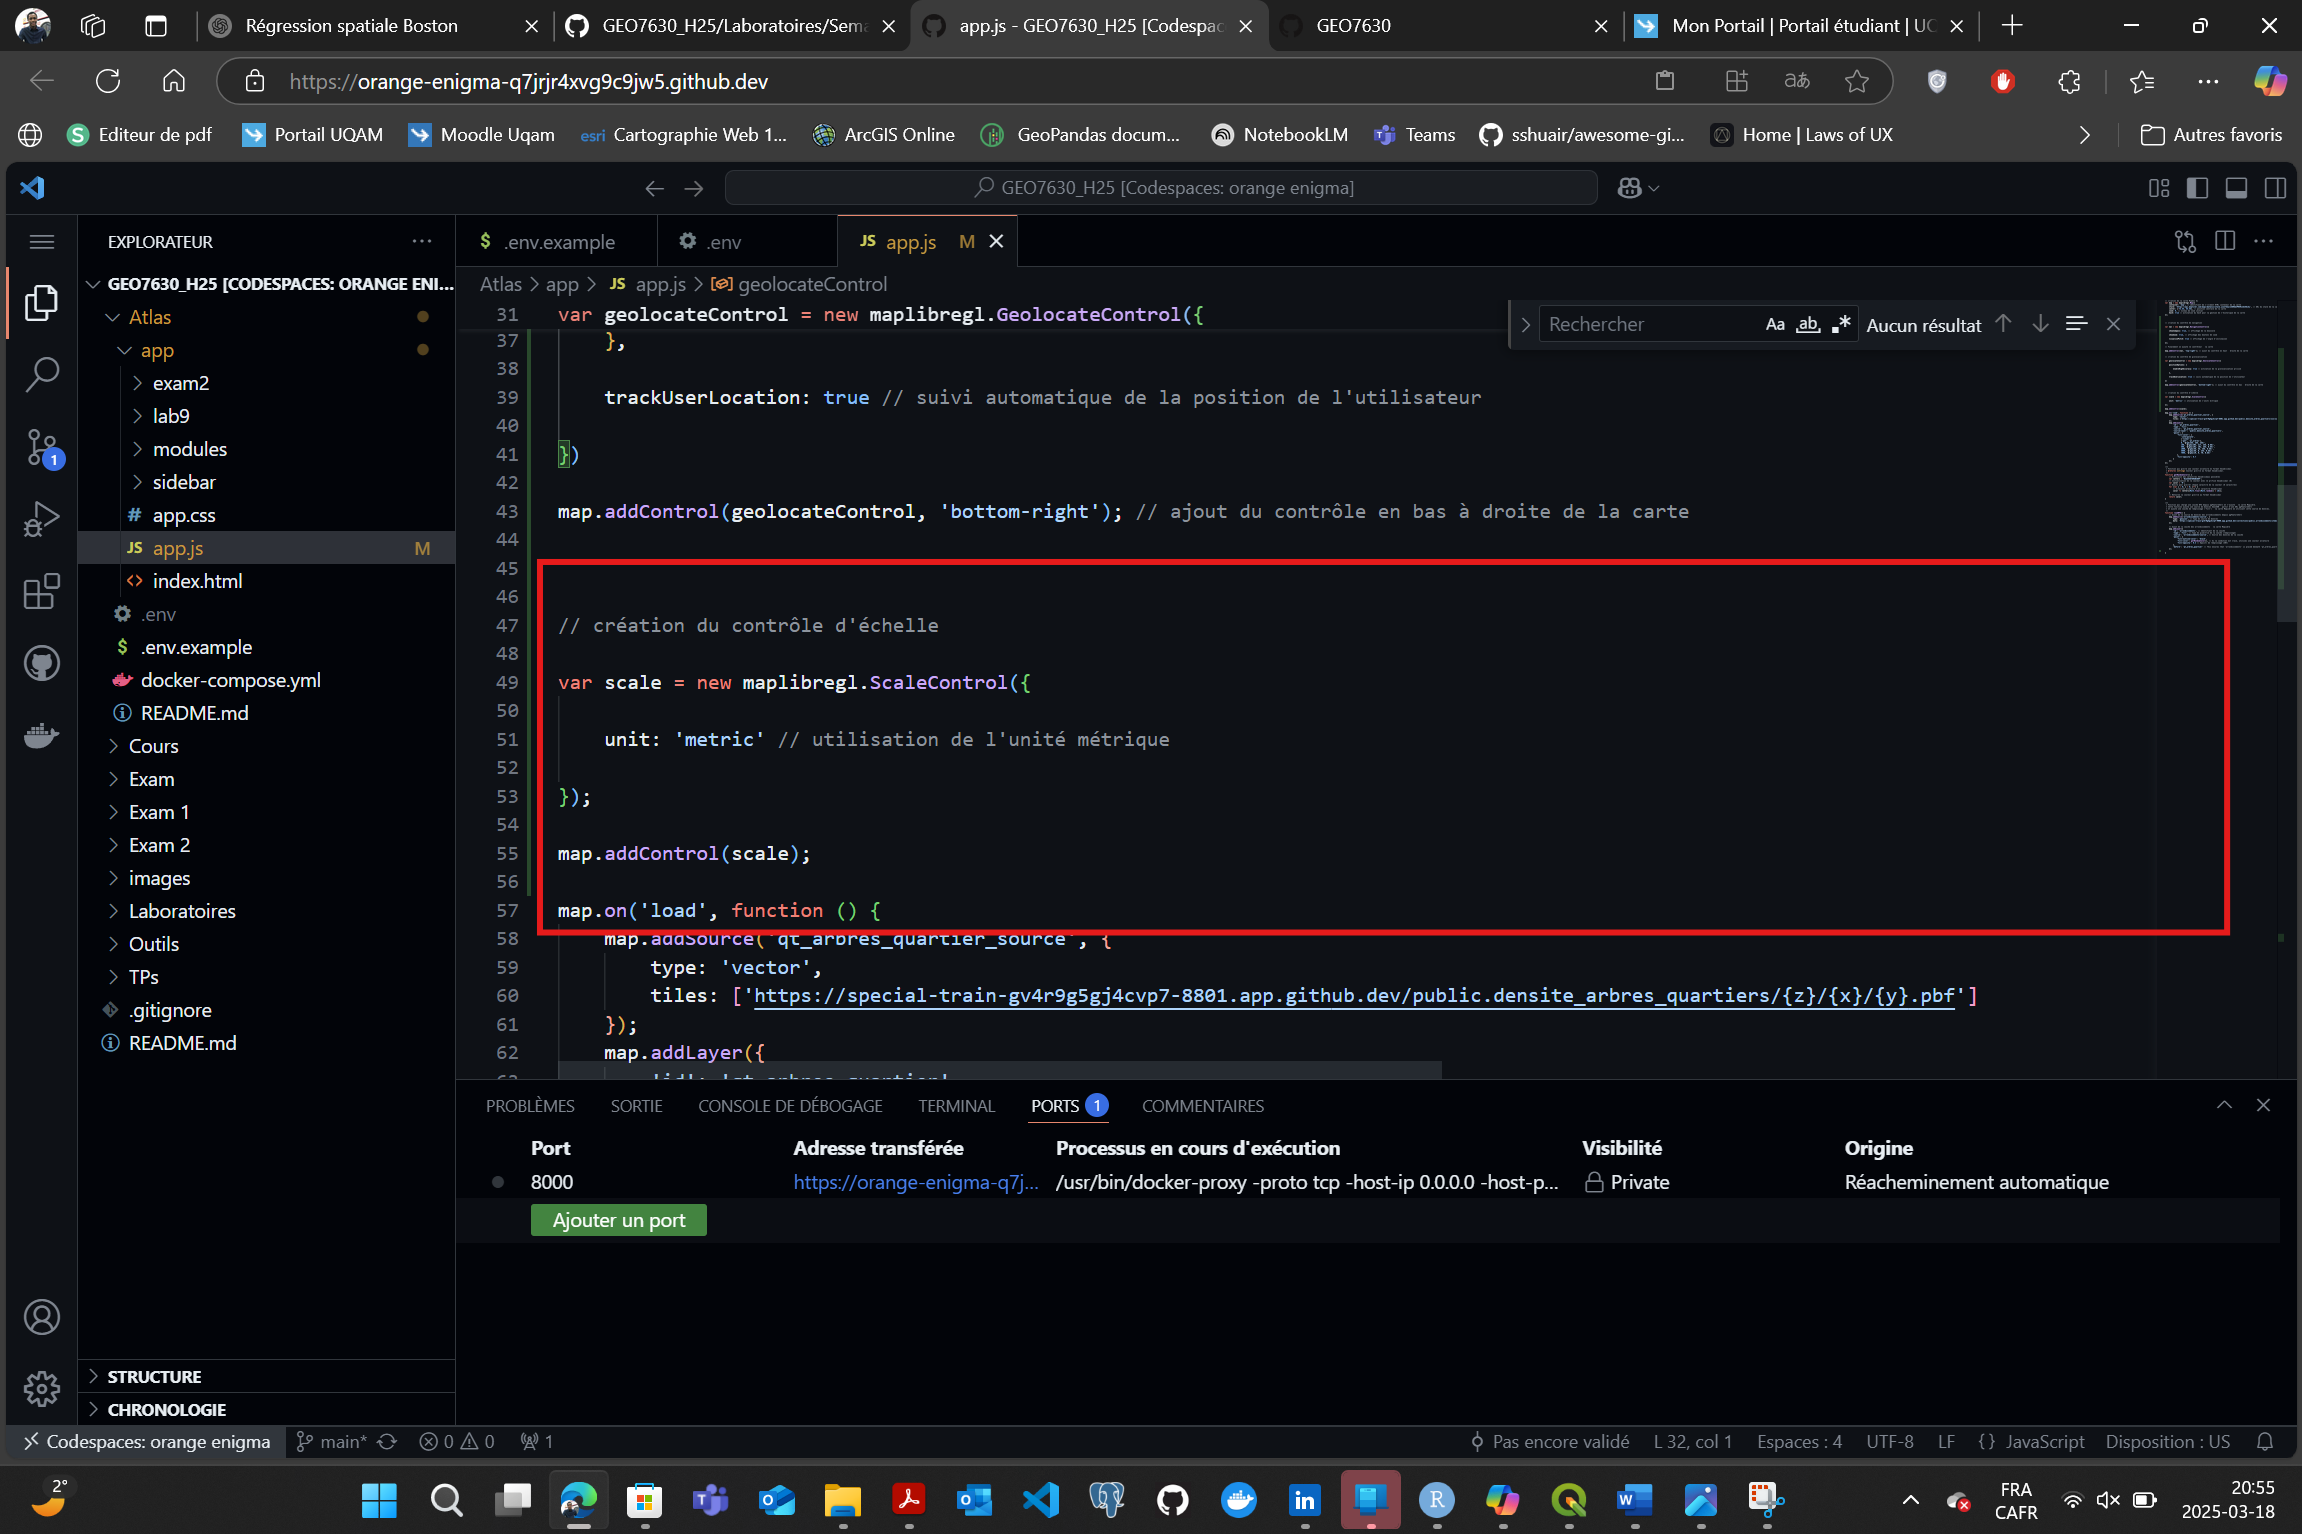 Régression spatiale Boston
GEO7630_H25/Laboratoires/Sema
app.js - GEO7630_H25 [Codespac
GEO7630
Mon Portail | Portail étudiant | UQ
https://orange-enigma-q7jrjr4xvg9c9jw5.github.dev
Editeur de pdf
Portail UQAM
Moodle Uqam
esri Cartographie Web 1...
ArcGIS Online
GeoPandas docum...
NotebookLM
Teams
sshuair/awesome-gi...
Home | Laws of UX
Autres favoris
GEO7630_H25 [Codespaces: orange enigma]
EXPLORATEUR
$ .env.example
.env
JS app.js M
GEO7630_H25 [CODESPACES: ORANGE ENI...
Atlas
app
exam2
lab9
modules
sidebar
# app.css
JS app.js M
<> index.html
.env
$ .env.example
docker-compose.yml
README.md
Cours
Exam
Exam 1
Exam 2
images
Laboratoires
Outils
TPs
.gitignore
README.md
STRUCTURE
CHRONOLOGIE
1
Atlas > app > JS app.js > geolocateControl
Rechercher
Aa ab .* Aucun résultat
31 var geolocateControl = new maplibregl.GeolocateControl({
37 },
38
39 trackUserLocation: true // suivi automatique de la position de l'utilisateur
40
41 })
42
43 map.addControl(geolocateControl, 'bottom-right'); // ajout du contrôle en bas à droite de la carte
44
45
46
47 // création du contrôle d'échelle
48
49 var scale = new maplibregl.ScaleControl({
50
51 unit: 'metric' // utilisation de l'unité métrique
52
53 });
54
55 map.addControl(scale);
56
57 map.on('load', function () {
58 map.addSource('qt_arbres_quartier_source', {
59 type: 'vector',
60 tiles: ['https://special-train-gv4r9g5gj4cvp7-8801.app.github.dev/public.densite_arbres_quartiers/{z}/{x}/{y}.pbf']
61 });
62 map.addLayer({
PROBLÈMES
SORTIE
CONSOLE DE DÉBOGAGE
TERMINAL
PORTS 1
COMMENTAIRES
Port
Adresse transférée
Processus en cours d'exécution
Visibilité
Origine
8000
https://orange-enigma-q7j...
/usr/bin/docker-proxy -proto tcp -host-ip 0.0.0.0 -host-p...
Private
Réacheminement automatique
Ajouter un port
Codespaces: orange enigma
main*
0
0
1
Pas encore validé
L 32, col 1
Espaces : 4
UTF-8
LF
{} JavaScript
Disposition : US
2°
FRA
CAFR
20:55
2025-03-18